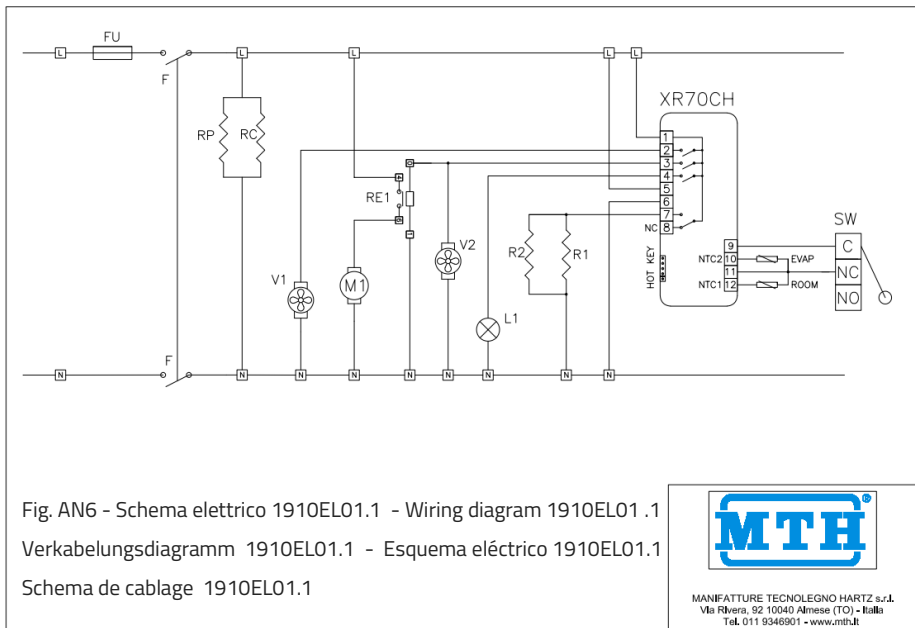 FU
L
L
L
L
L
F
XR70CH
RP
RC
1
2
3
4
5
6
7
NC 8
RE1
V2
V1
M1
R2
R1
L1
HOT KEY
9
NTC2 10 EVAP
11
NTC1 12 ROOM
SW
C
NC
NO
F
N
N
N
N
N
N
N
N
N
Fig. AN6 - Schema elettrico 1910EL01.1 - Wiring diagram 1910EL01 .1
Verkabelungsdiagramm 1910EL01.1 - Esquema eléctrico 1910EL01.1
Schema de cablage 1910EL01.1
MTH
MANIFATTURE TECNOLEGNO HARTZ s.r.l.
Via Rivera, 92 10040 Almese (TO) - Italia
Tel. 011 9346901 - www.mth.it